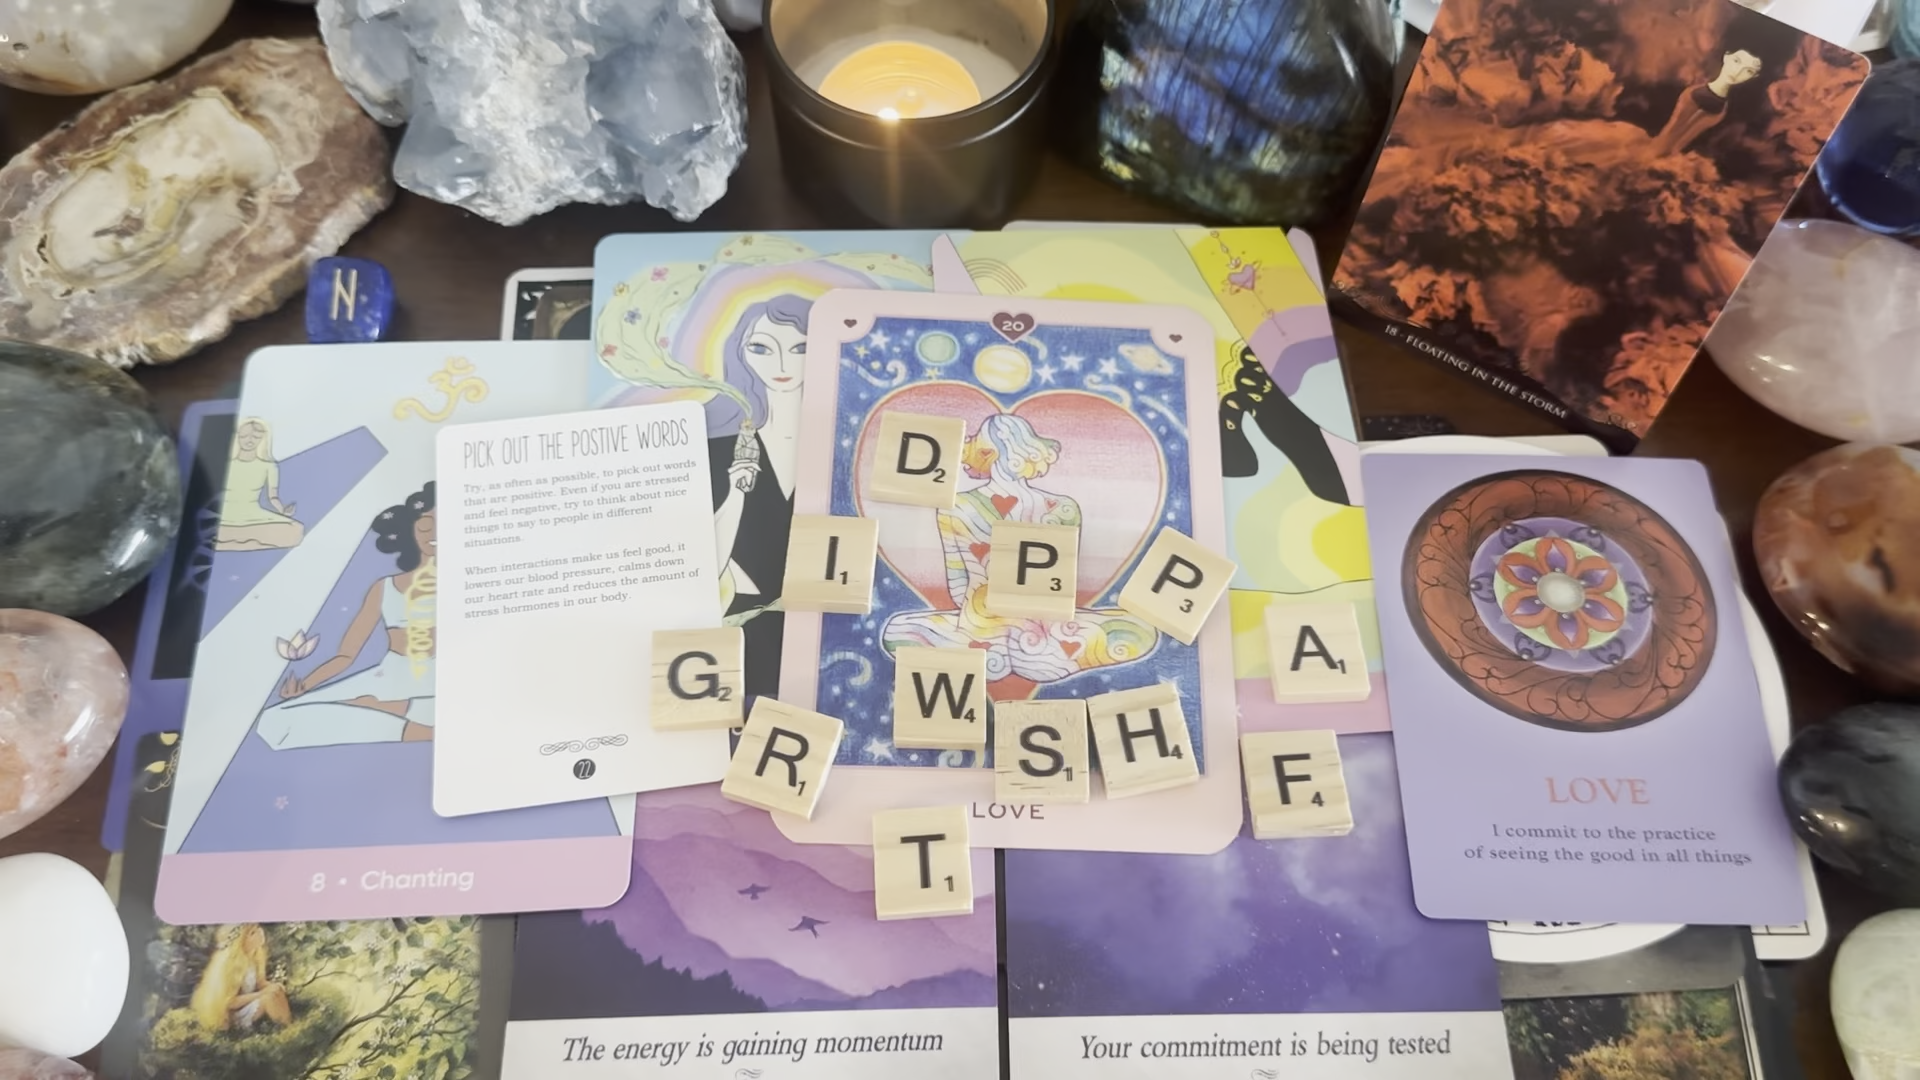 20
18 · FLOATING IN THE STORM
PICK OUT THE POSTIVE WORDS
Try, as often as possible, to pick out words
that are positive. Even if you are stressed
and feel negative, try to think about nice
things to say to people in different
situations.
When interactions make us feel good, it
lowers our blood pressure, calms down
our heart rate and reduces the amount of
stress hormones in our body.
22
D2
I1
P3
P3
G2
W4
A1
R1
S1
H4
F4
T1
LOVE
LOVE
I commit to the practice
of seeing the good in all things
8 • Chanting
The energy is gaining momentum
Your commitment is being tested